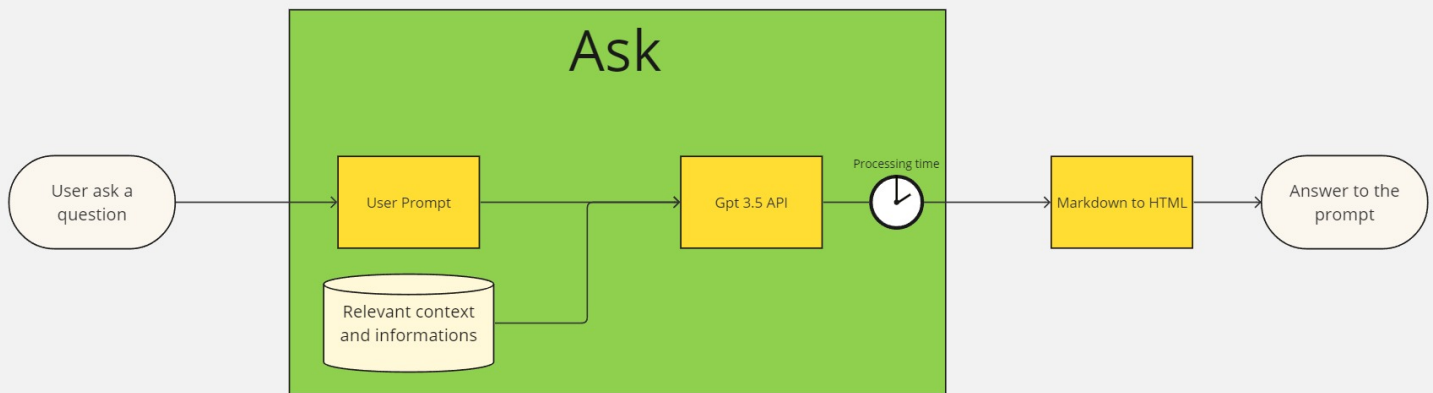 Ask
User ask a
question
User Prompt
Relevant context
and informations
Gpt 3.5 API
Processing time
Markdown to HTML
Answer to the
prompt